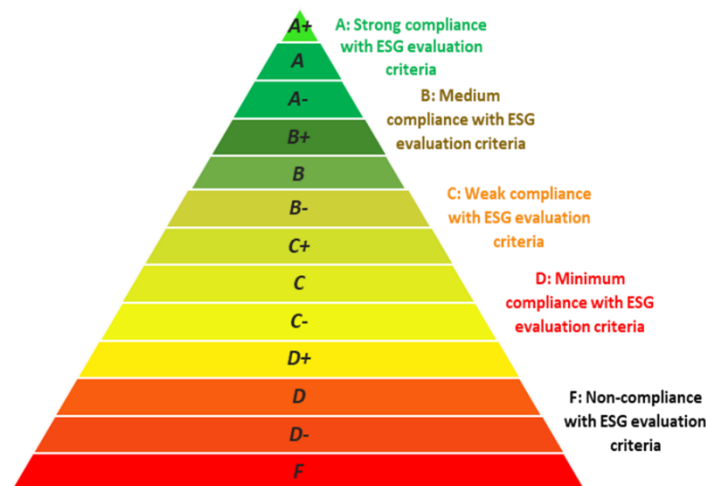 A+
A: Strong compliance
with ESG evaluation
criteria
A
A-
B: Medium
compliance with ESG
evaluation criteria
B+
B
B-
C: Weak compliance
with ESG evaluation
criteria
C+
C
D: Minimum
compliance with ESG
evaluation criteria
C-
D+
D
F: Non-compliance
with ESG evaluation
criteria
D-
F